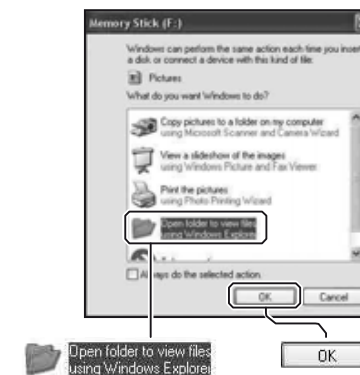 Memory Stick (F:)
Windows can perform the same action each time you insert
a disk or connect a device with this kind of file:
Pictures
What do you want Windows to do?
Copy pictures to a folder on my computer
using Microsoft Scanner and Camera Wizard
View a slideshow of the images
using Windows Picture and Fax Viewer
Print the pictures
using Photo Printing Wizard
Open folder to view files
using Windows Explorer
Always do the selected action.
OK
Cancel
Open folder to view files
using Windows Explorer
OK